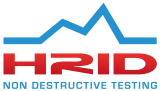 HRID
NON DESTRUCTIVE TESTING